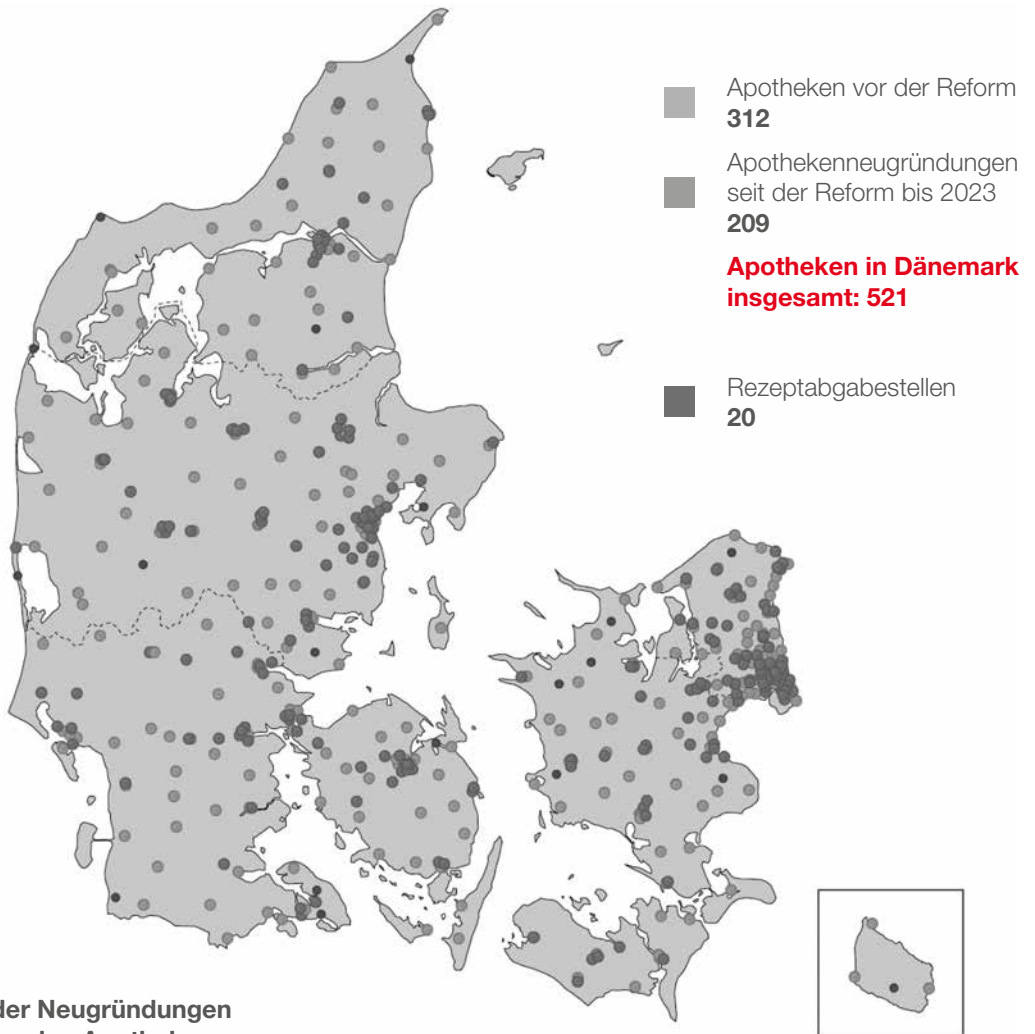 Apotheken vor der Reform
312
Apothekenneugründungen
seit der Reform bis 2023
209
Apotheken in Dänemark
insgesamt: 521
Rezeptabgabestellen
20
der Neugründungen